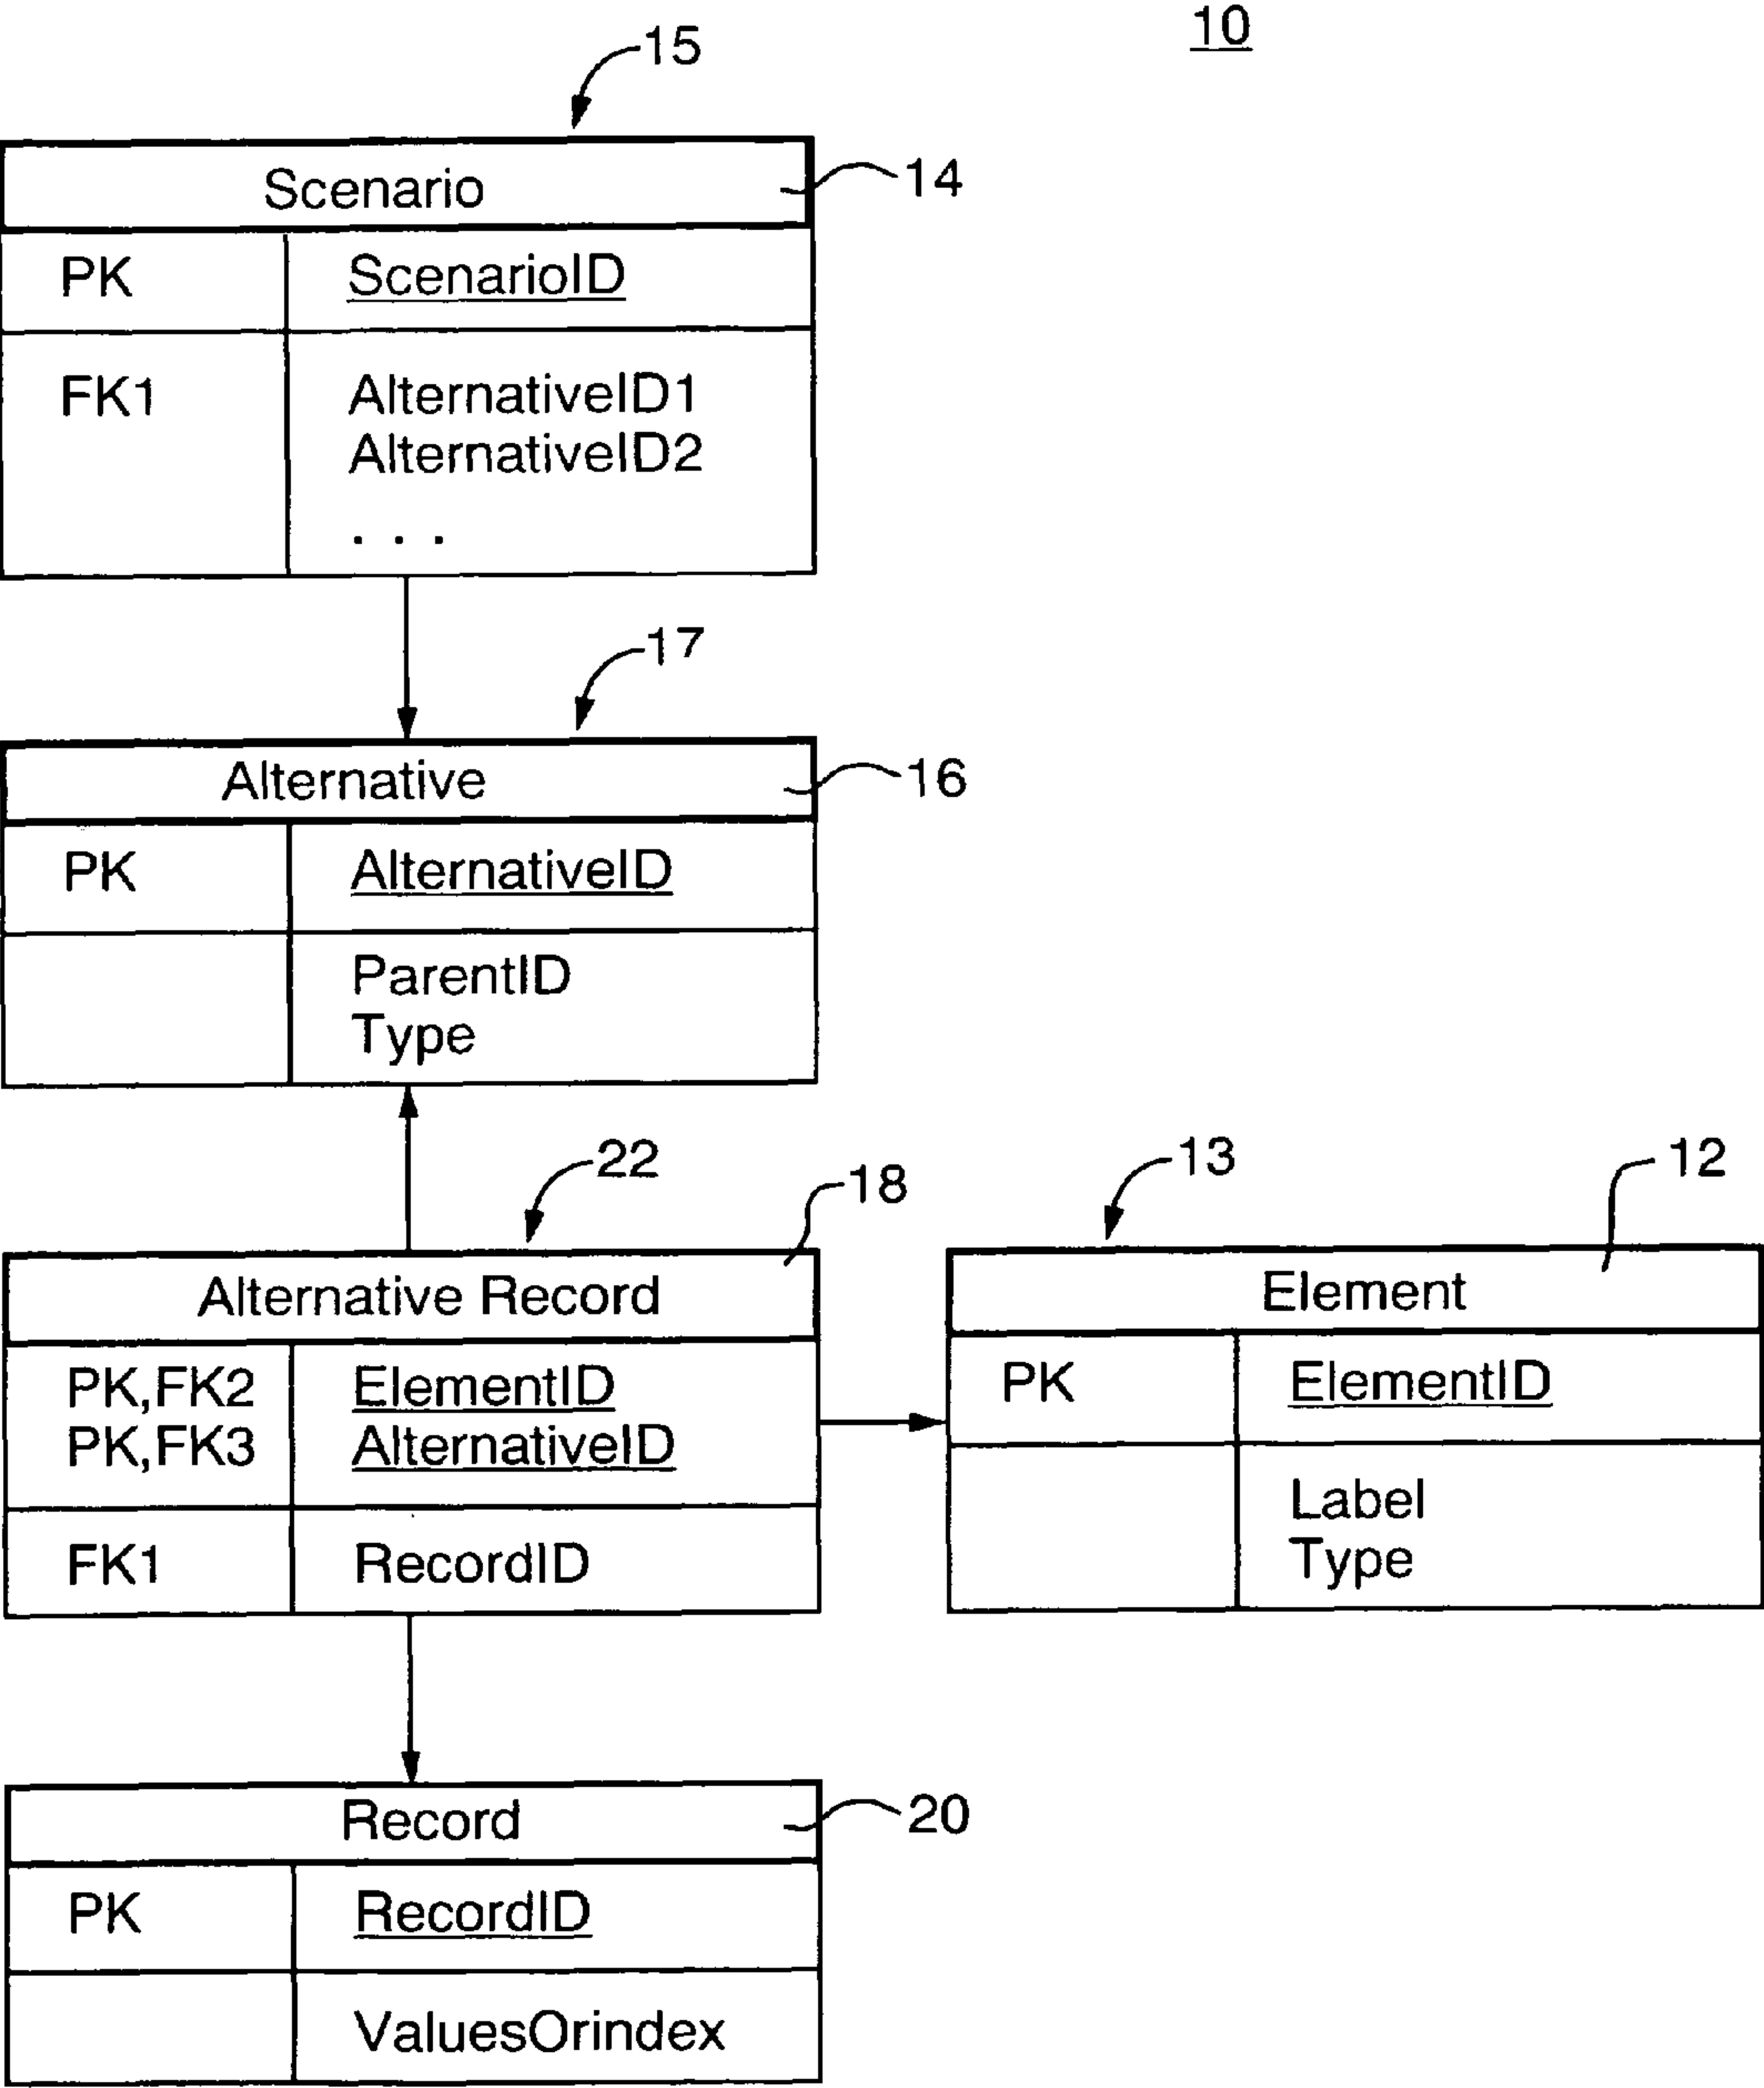 10
15
Scenario
14
PK ScenarioID
FK1 AlternativeID1
AlternativeID2
. . .
17
Alternative
16
PK AlternativeID
ParentID
Type
22
18
13
12
Alternative Record
PK,FK2 ElementID
PK,FK3 AlternativeID
FK1 RecordID
Element
PK ElementID
Label
Type
Record
20
PK RecordID
ValuesOrindex